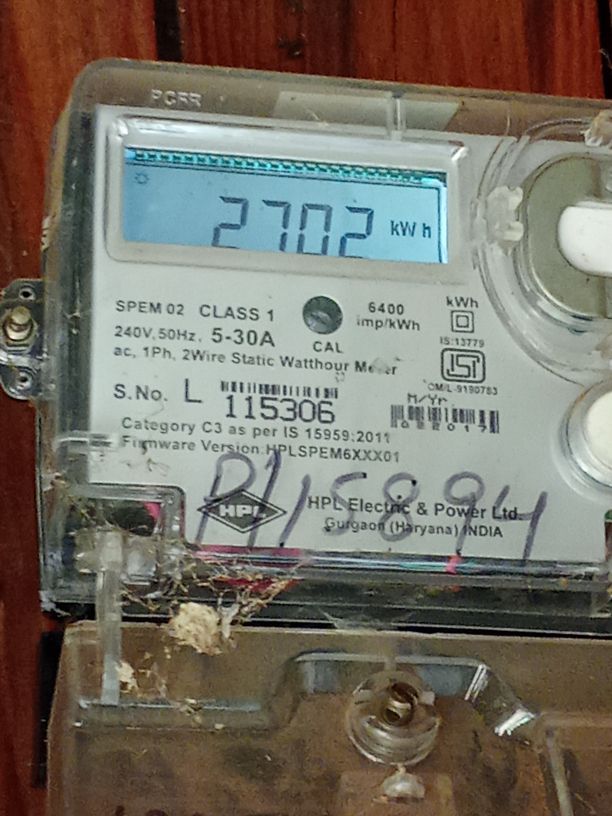 2702 kWh
SPEM 02 CLASS 1
240V, 50Hz, 5-30A
ac, 1Ph, 2Wire Static Watthour Meter
CAL
6400
imp/kWh
kWh
IS:13779
CM/L-9190783
S.No. L 115306
M/Yr
022017
Category C3 as per IS 15959:2011
Firmware Version:HPLSPEM6XXX01
HPL
HPL Electric & Power Ltd.
Gurgaon (Haryana) INDIA